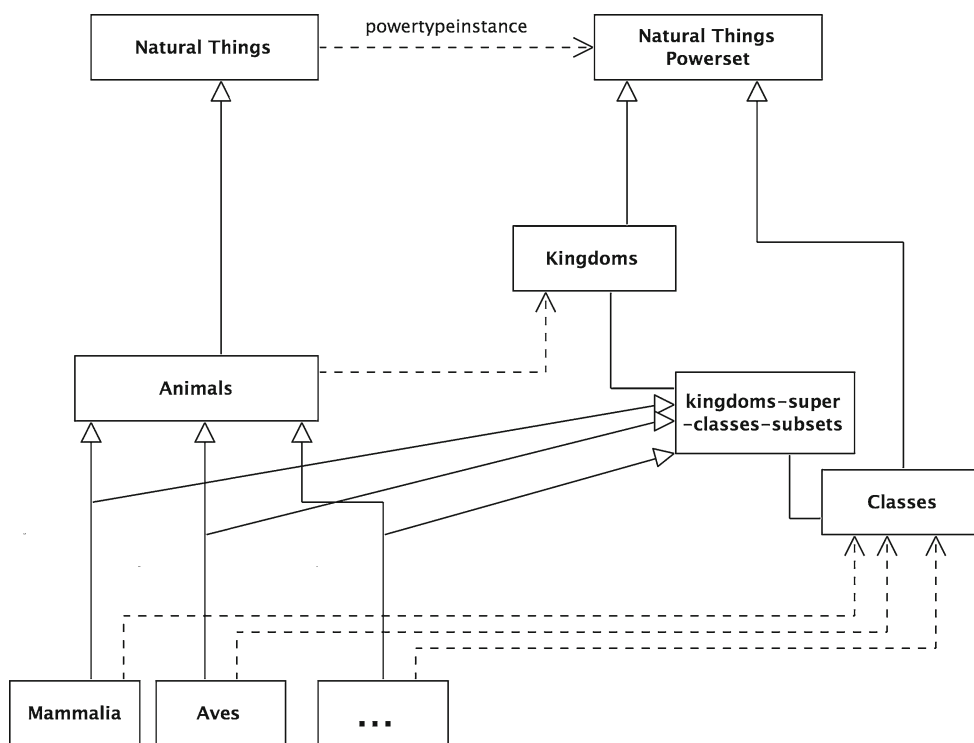 powertypeinstance
Natural Things
Natural Things
Powerset
Kingdoms
Animals
kingdoms-super
-classes-subsets
Classes
Mammalia
Aves
...